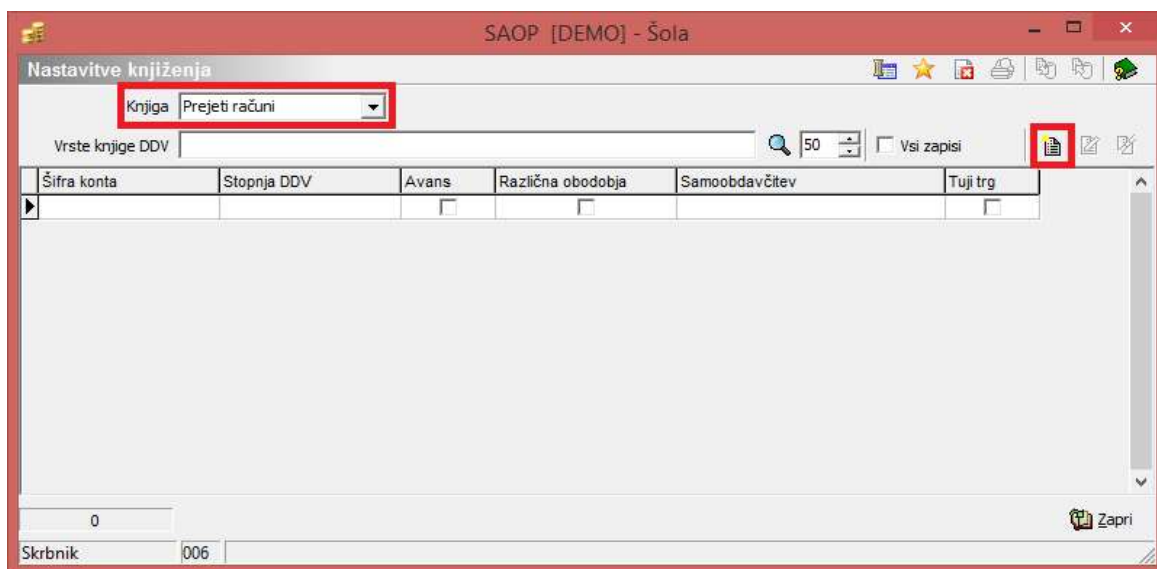 SAOP [DEMO] - Šola
Nastavitve knjiženja
Knjiga Prejeti računi
Vrste knjige DDV 50 Vsi zapisi
Šifra konta Stopnja DDV Avans Različna obodobja Samoobdavčitev Tuji trg
0 Zapri
Skrbnik 006